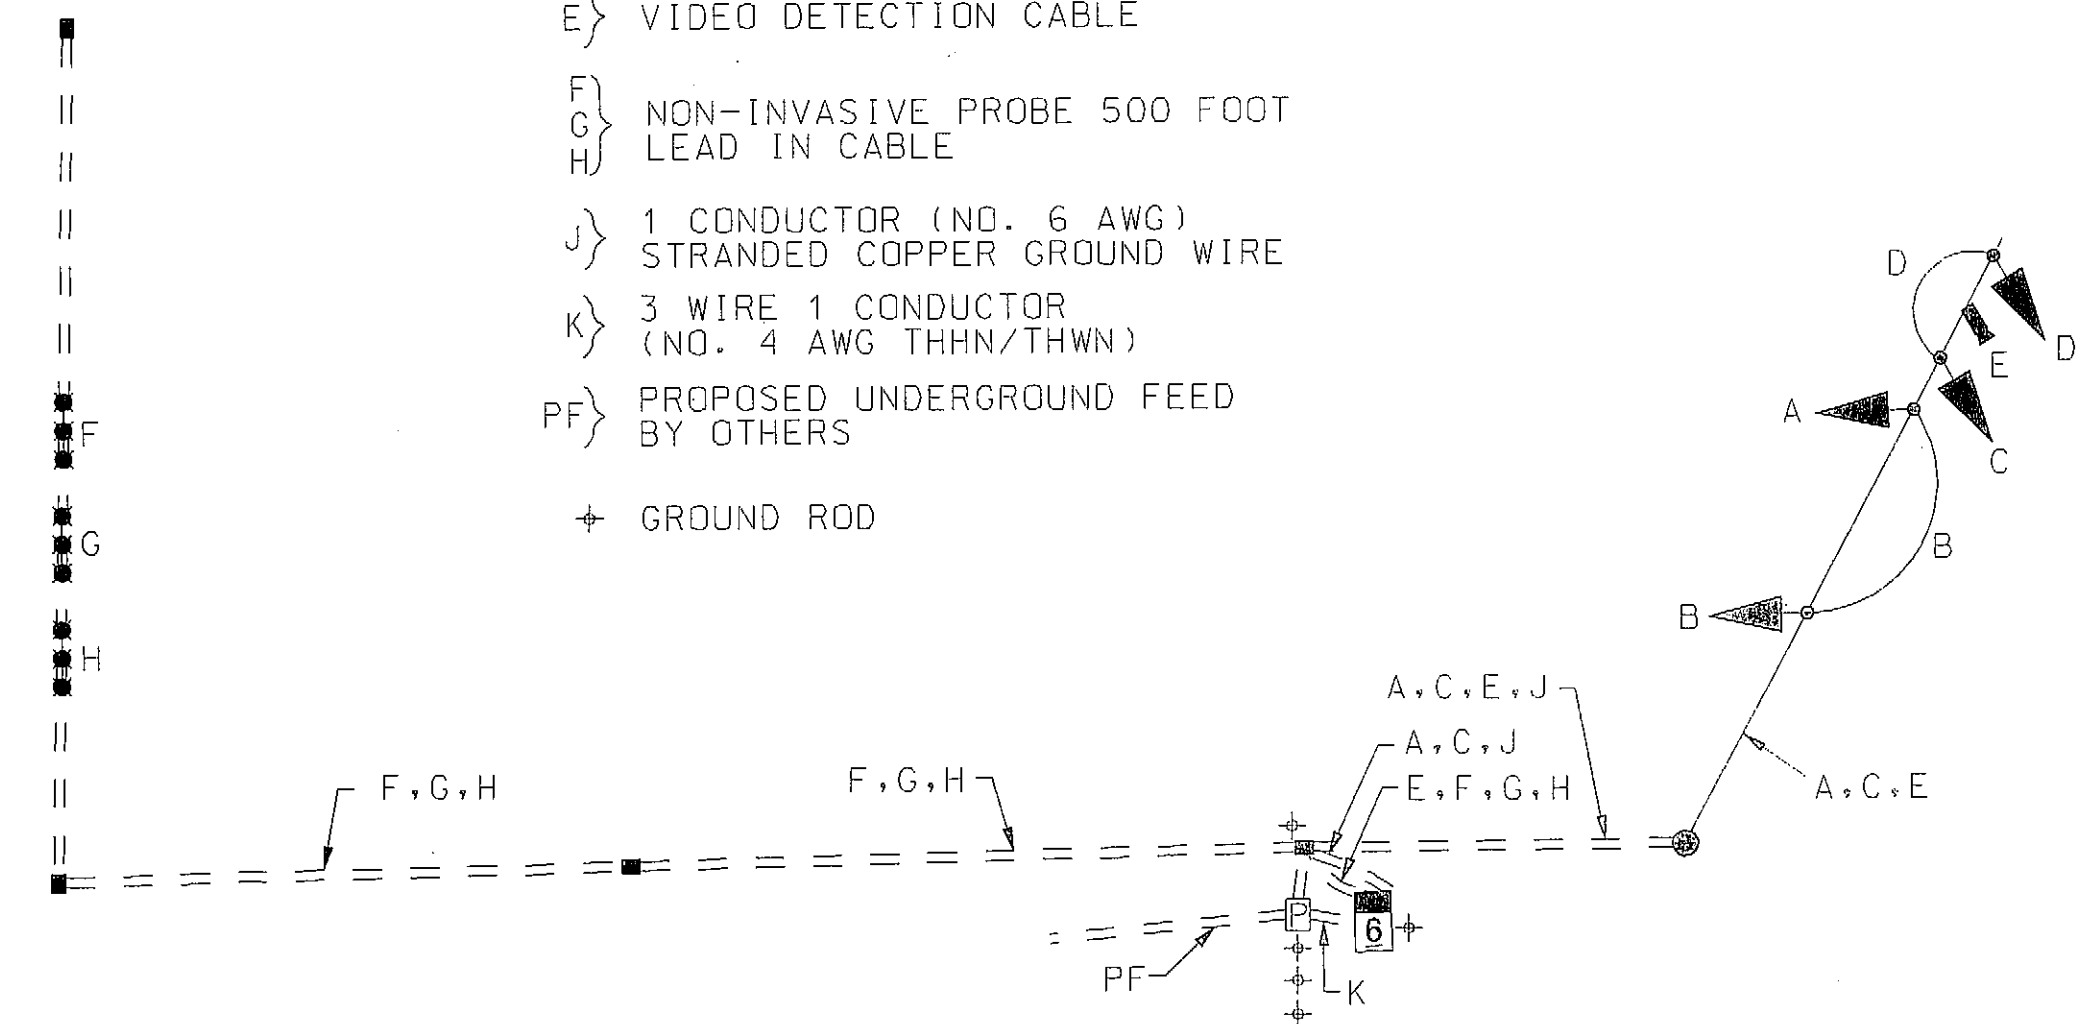 E} VIDEO DETECTION CABLE
F
G
H} NON-INVASIVE PROBE 500 FOOT
LEAD IN CABLE
J} 1 CONDUCTOR (NO. 6 AWG)
STRANDED COPPER GROUND WIRE
K} 3 WIRE 1 CONDUCTOR
(NO. 4 AWG THHN/THWN)
PF} PROPOSED UNDERGROUND FEED
BY OTHERS
GROUND ROD
F
G
H
D
D
E
A
C
B
B
A,C,E,J
A,C,J
E,F,G,H
A,C,E
F,G,H
F,G,H
P
6
PF
K